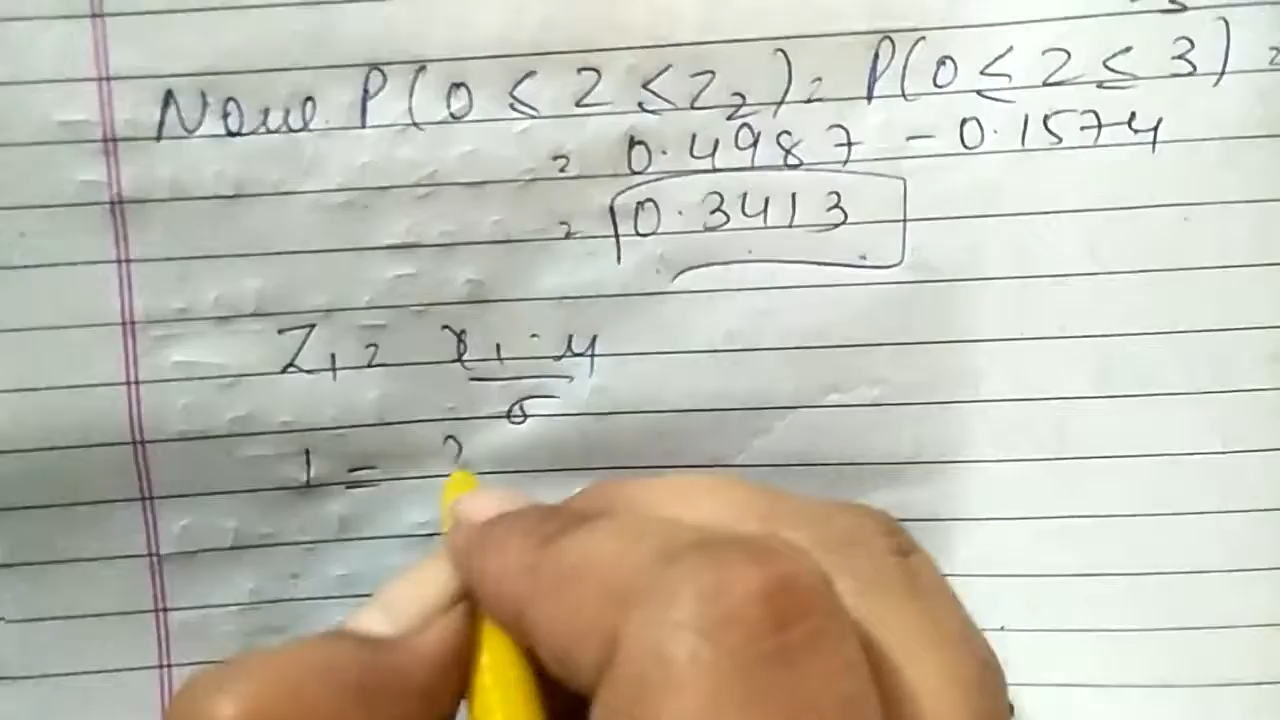 Now P(0 ≤ Z ≤ Z₂) = P(0 ≤ Z ≤ 3) =
= 0.4987 - 0.1574
= 0.3413
Z₁ = x₁ - μ
σ
1 =